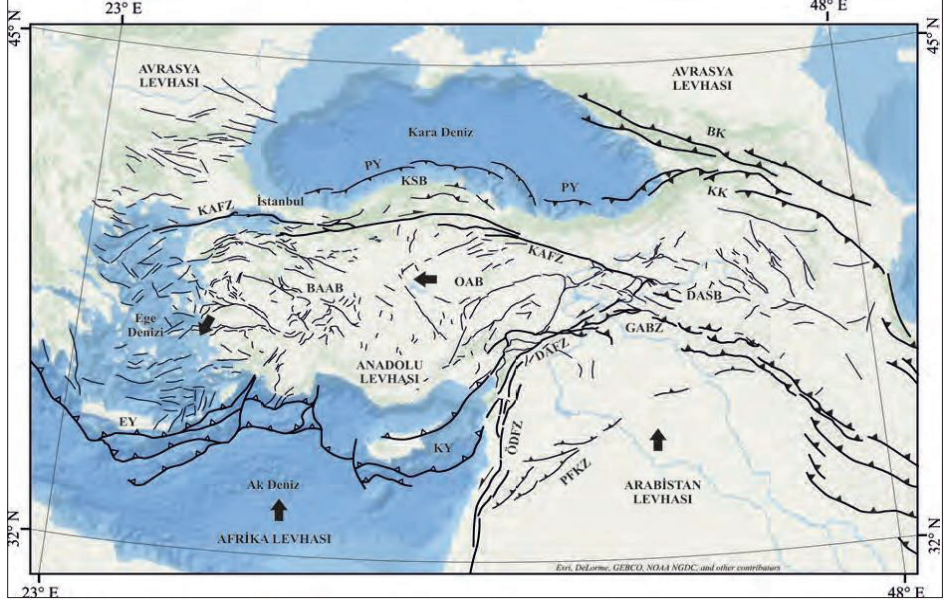 23° E
48° E
45° N
45° N
AVRASYA
LEVHASI
AVRASYA
LEVHASI
Kara Deniz
BK
PY
KSB
PY
KK
İstanbul
KAFZ
KAFZ
BAAB
OAB
DASB
Ege
Denizi
GABZ
DAFZ
ANADOLU
LEVHASI
EY
KY
ÖDFZ
PFKZ
Ak Deniz
ARABİSTAN
LEVHASI
AFRİKA LEVHASI
32° N
32° N
Esri, DeLorme, GEBCO, NOAA NGDC, and other contributors
23° E
48° E